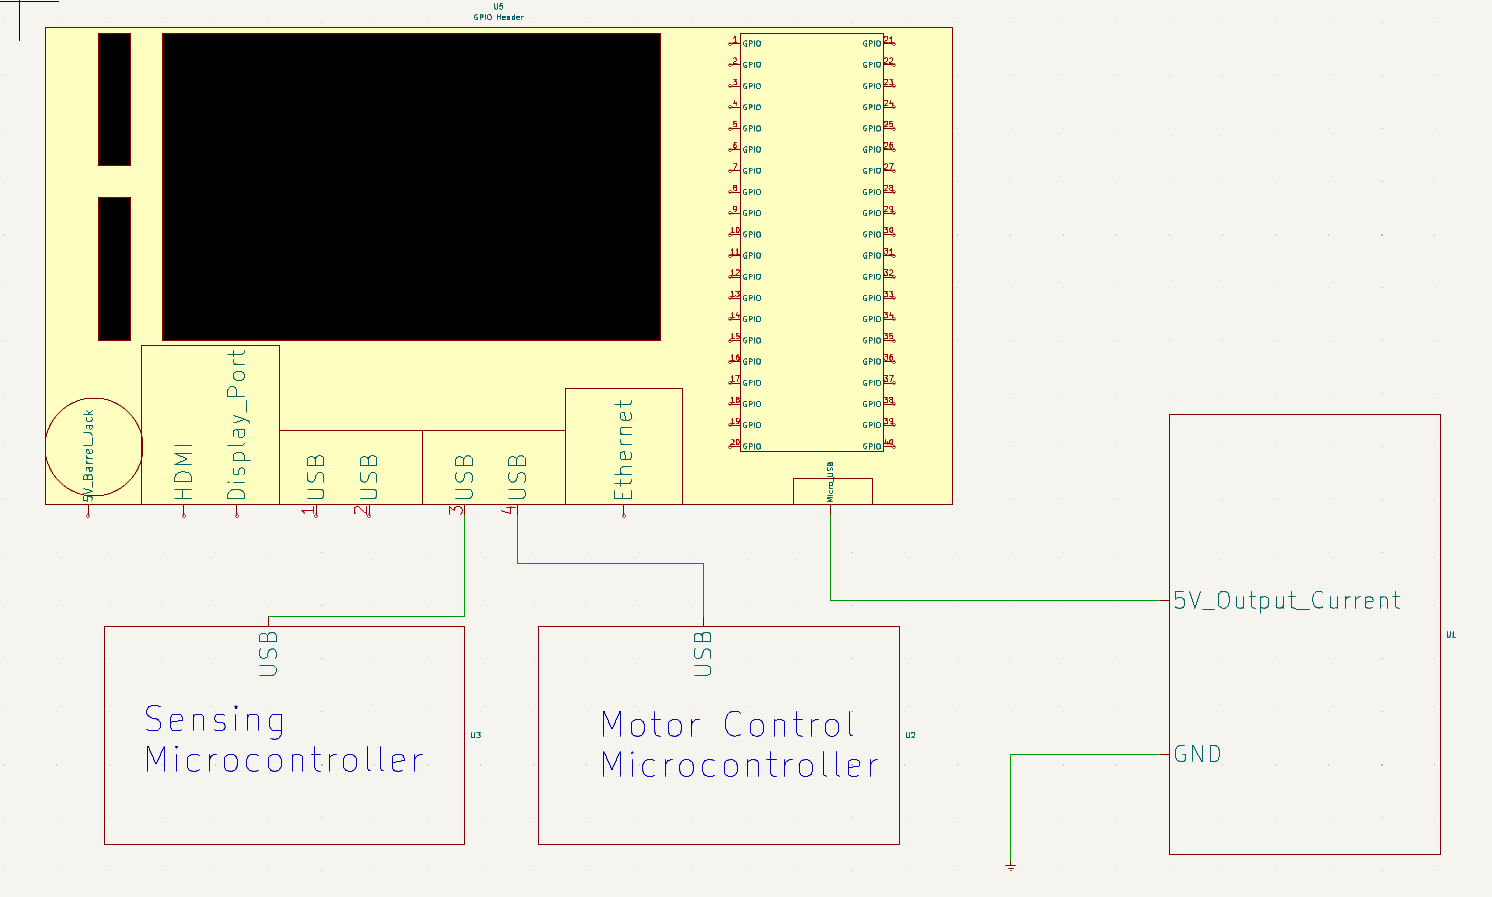 U5
GPIO Header
1 GPIO GPIO 21
2 GPIO GPIO 22
3 GPIO GPIO 23
4 GPIO GPIO 24
5 GPIO GPIO 25
6 GPIO GPIO 26
7 GPIO GPIO 27
8 GPIO GPIO 28
9 GPIO GPIO 29
10 GPIO GPIO 30
11 GPIO GPIO 31
12 GPIO GPIO 32
13 GPIO GPIO 33
14 GPIO GPIO 34
15 GPIO GPIO 35
16 GPIO GPIO 36
17 GPIO GPIO 37
18 GPIO GPIO 38
19 GPIO GPIO 39
20 GPIO GPIO 40
5V_Barrel_Jack
HDMI
Display_Port
USB
USB
USB
USB
Ethernet
Micro_USB
1
2
3
4
USB
Sensing
Microcontroller
U3
USB
Motor Control
Microcontroller
U2
5V_Output_Current
U1
GND